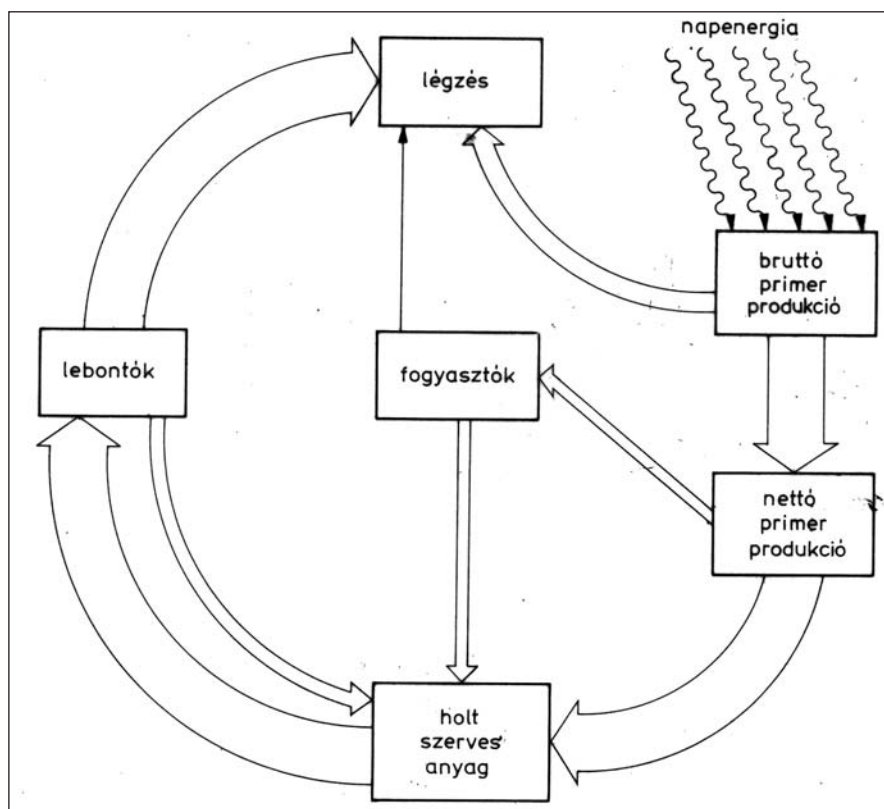 napenergia
légzés
bruttó
primer
produkció
lebontók
fogyasztók
nettó
primer
produkció
holt
szerves
anyag